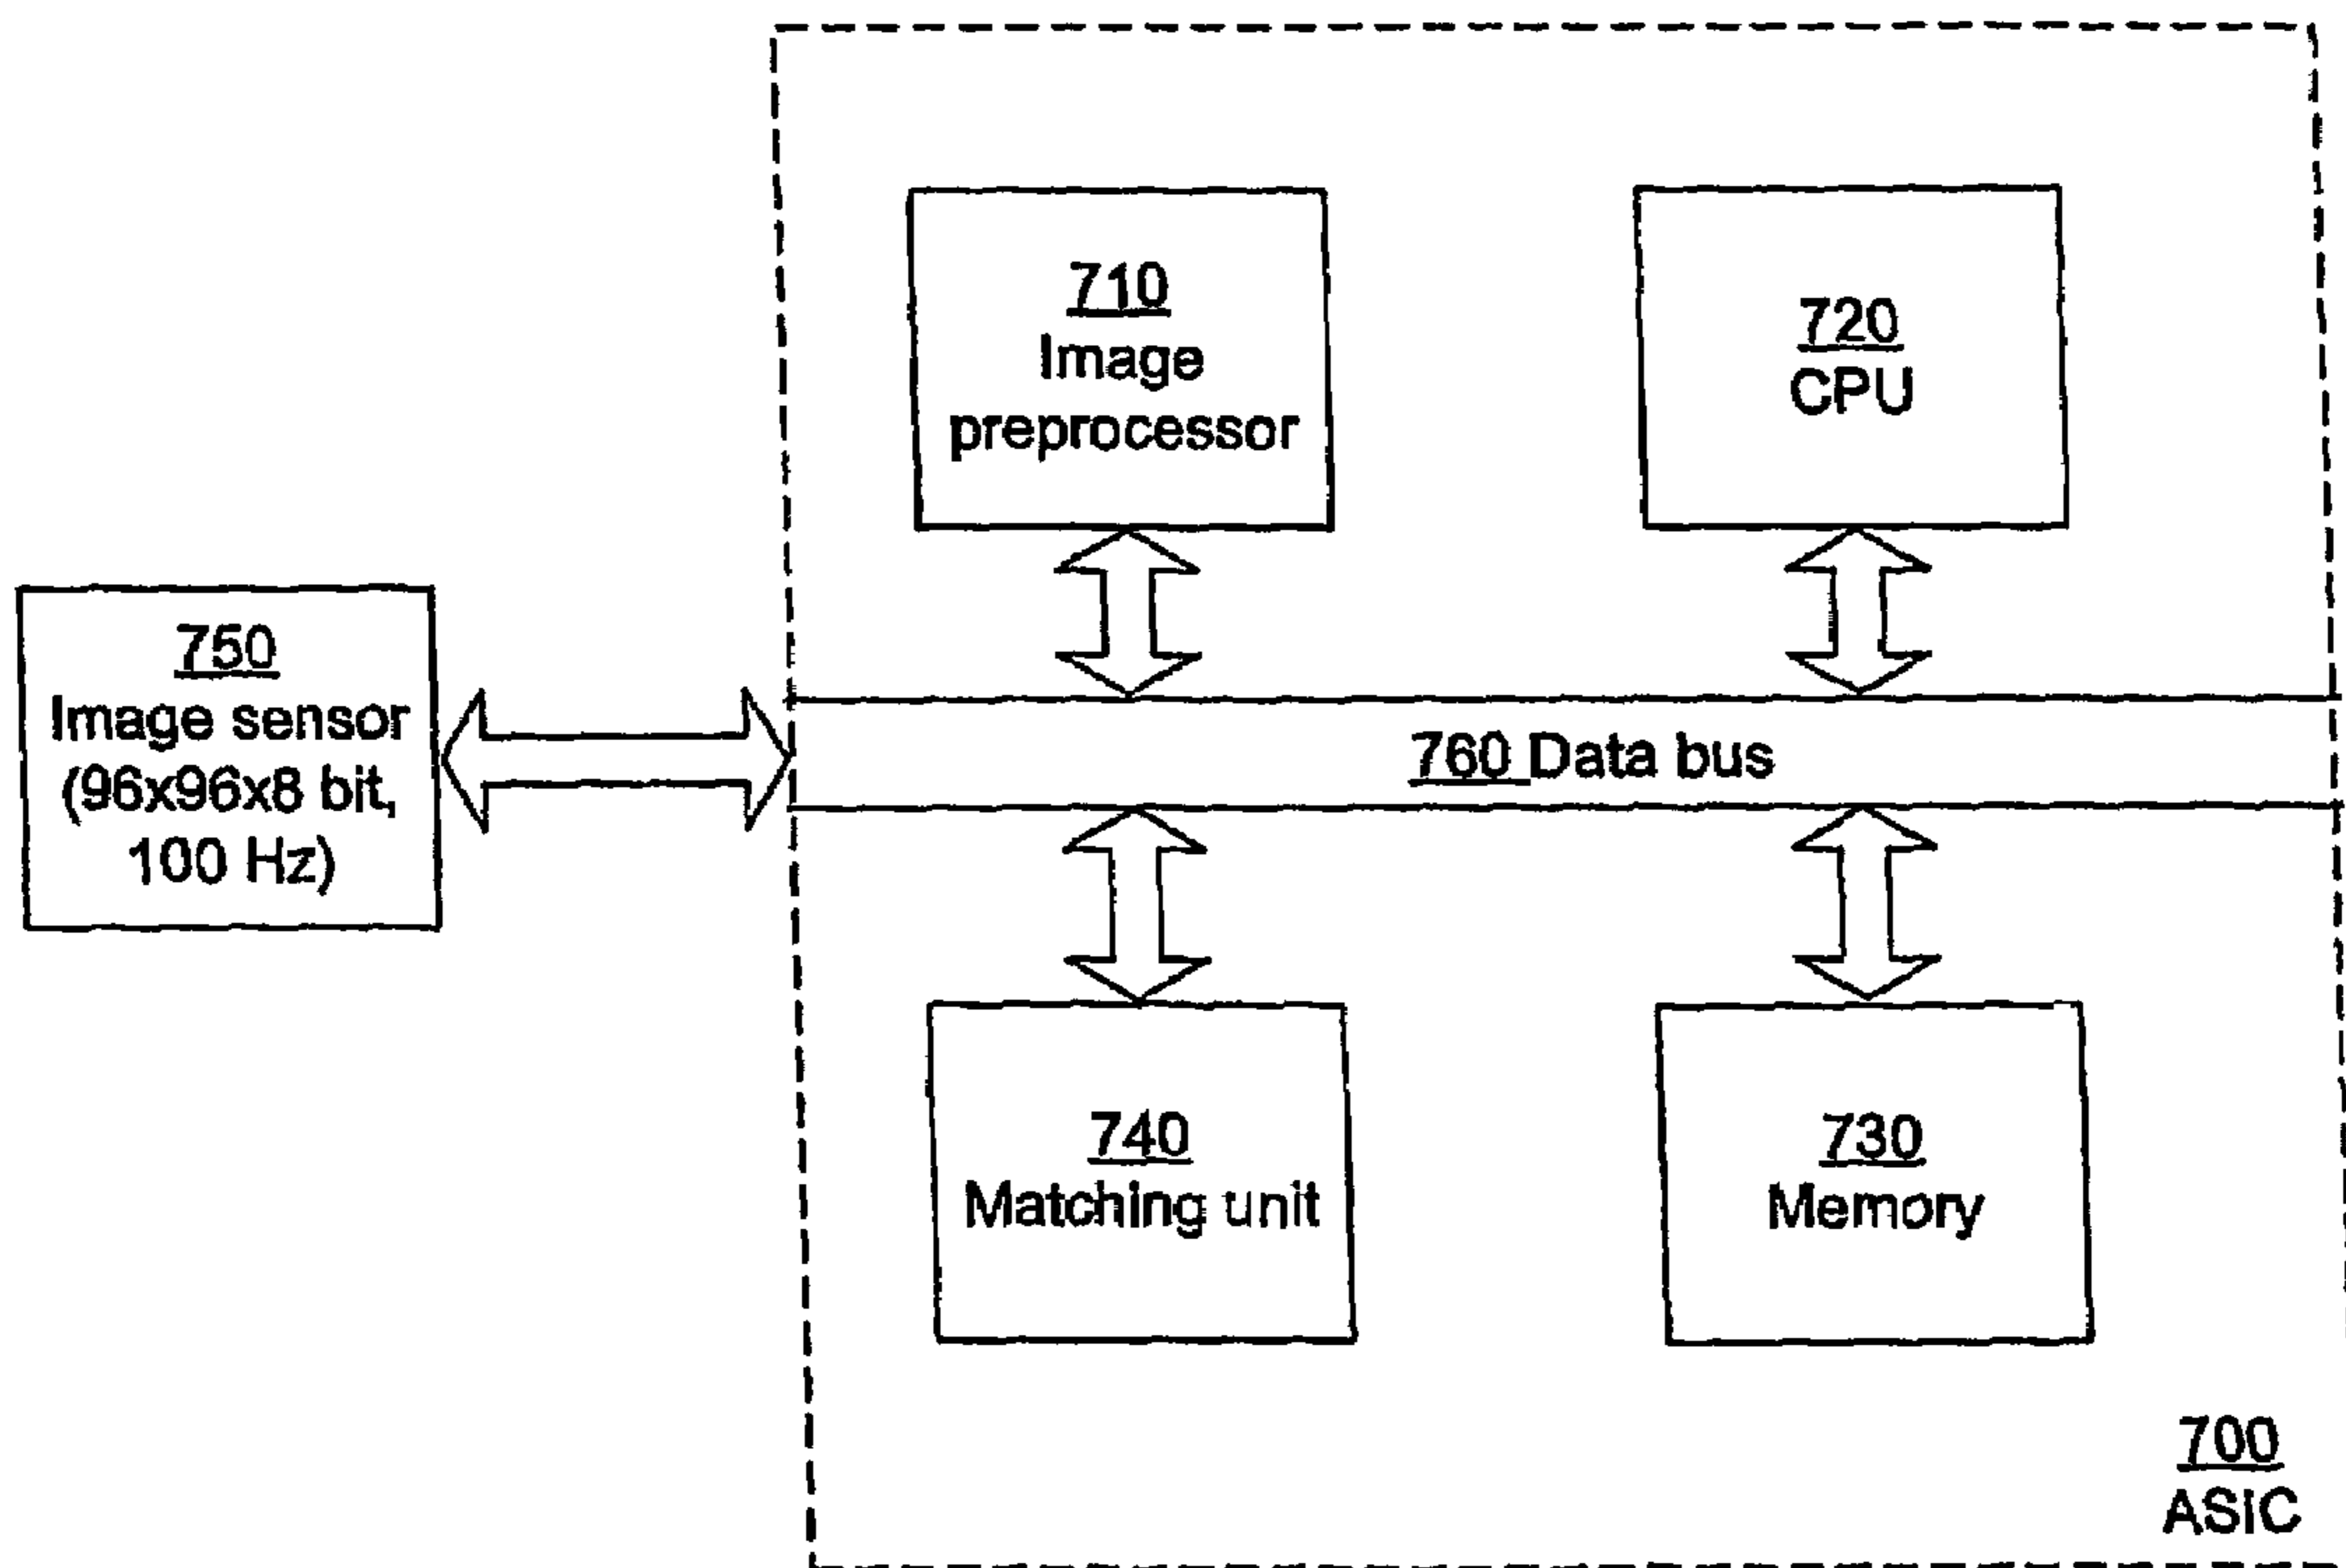 710
Image
preprocessor
720
CPU
750
Image sensor
(96x96x8 bit,
100 Hz)
760 Data bus
740
Matching unit
730
Memory
700
ASIC